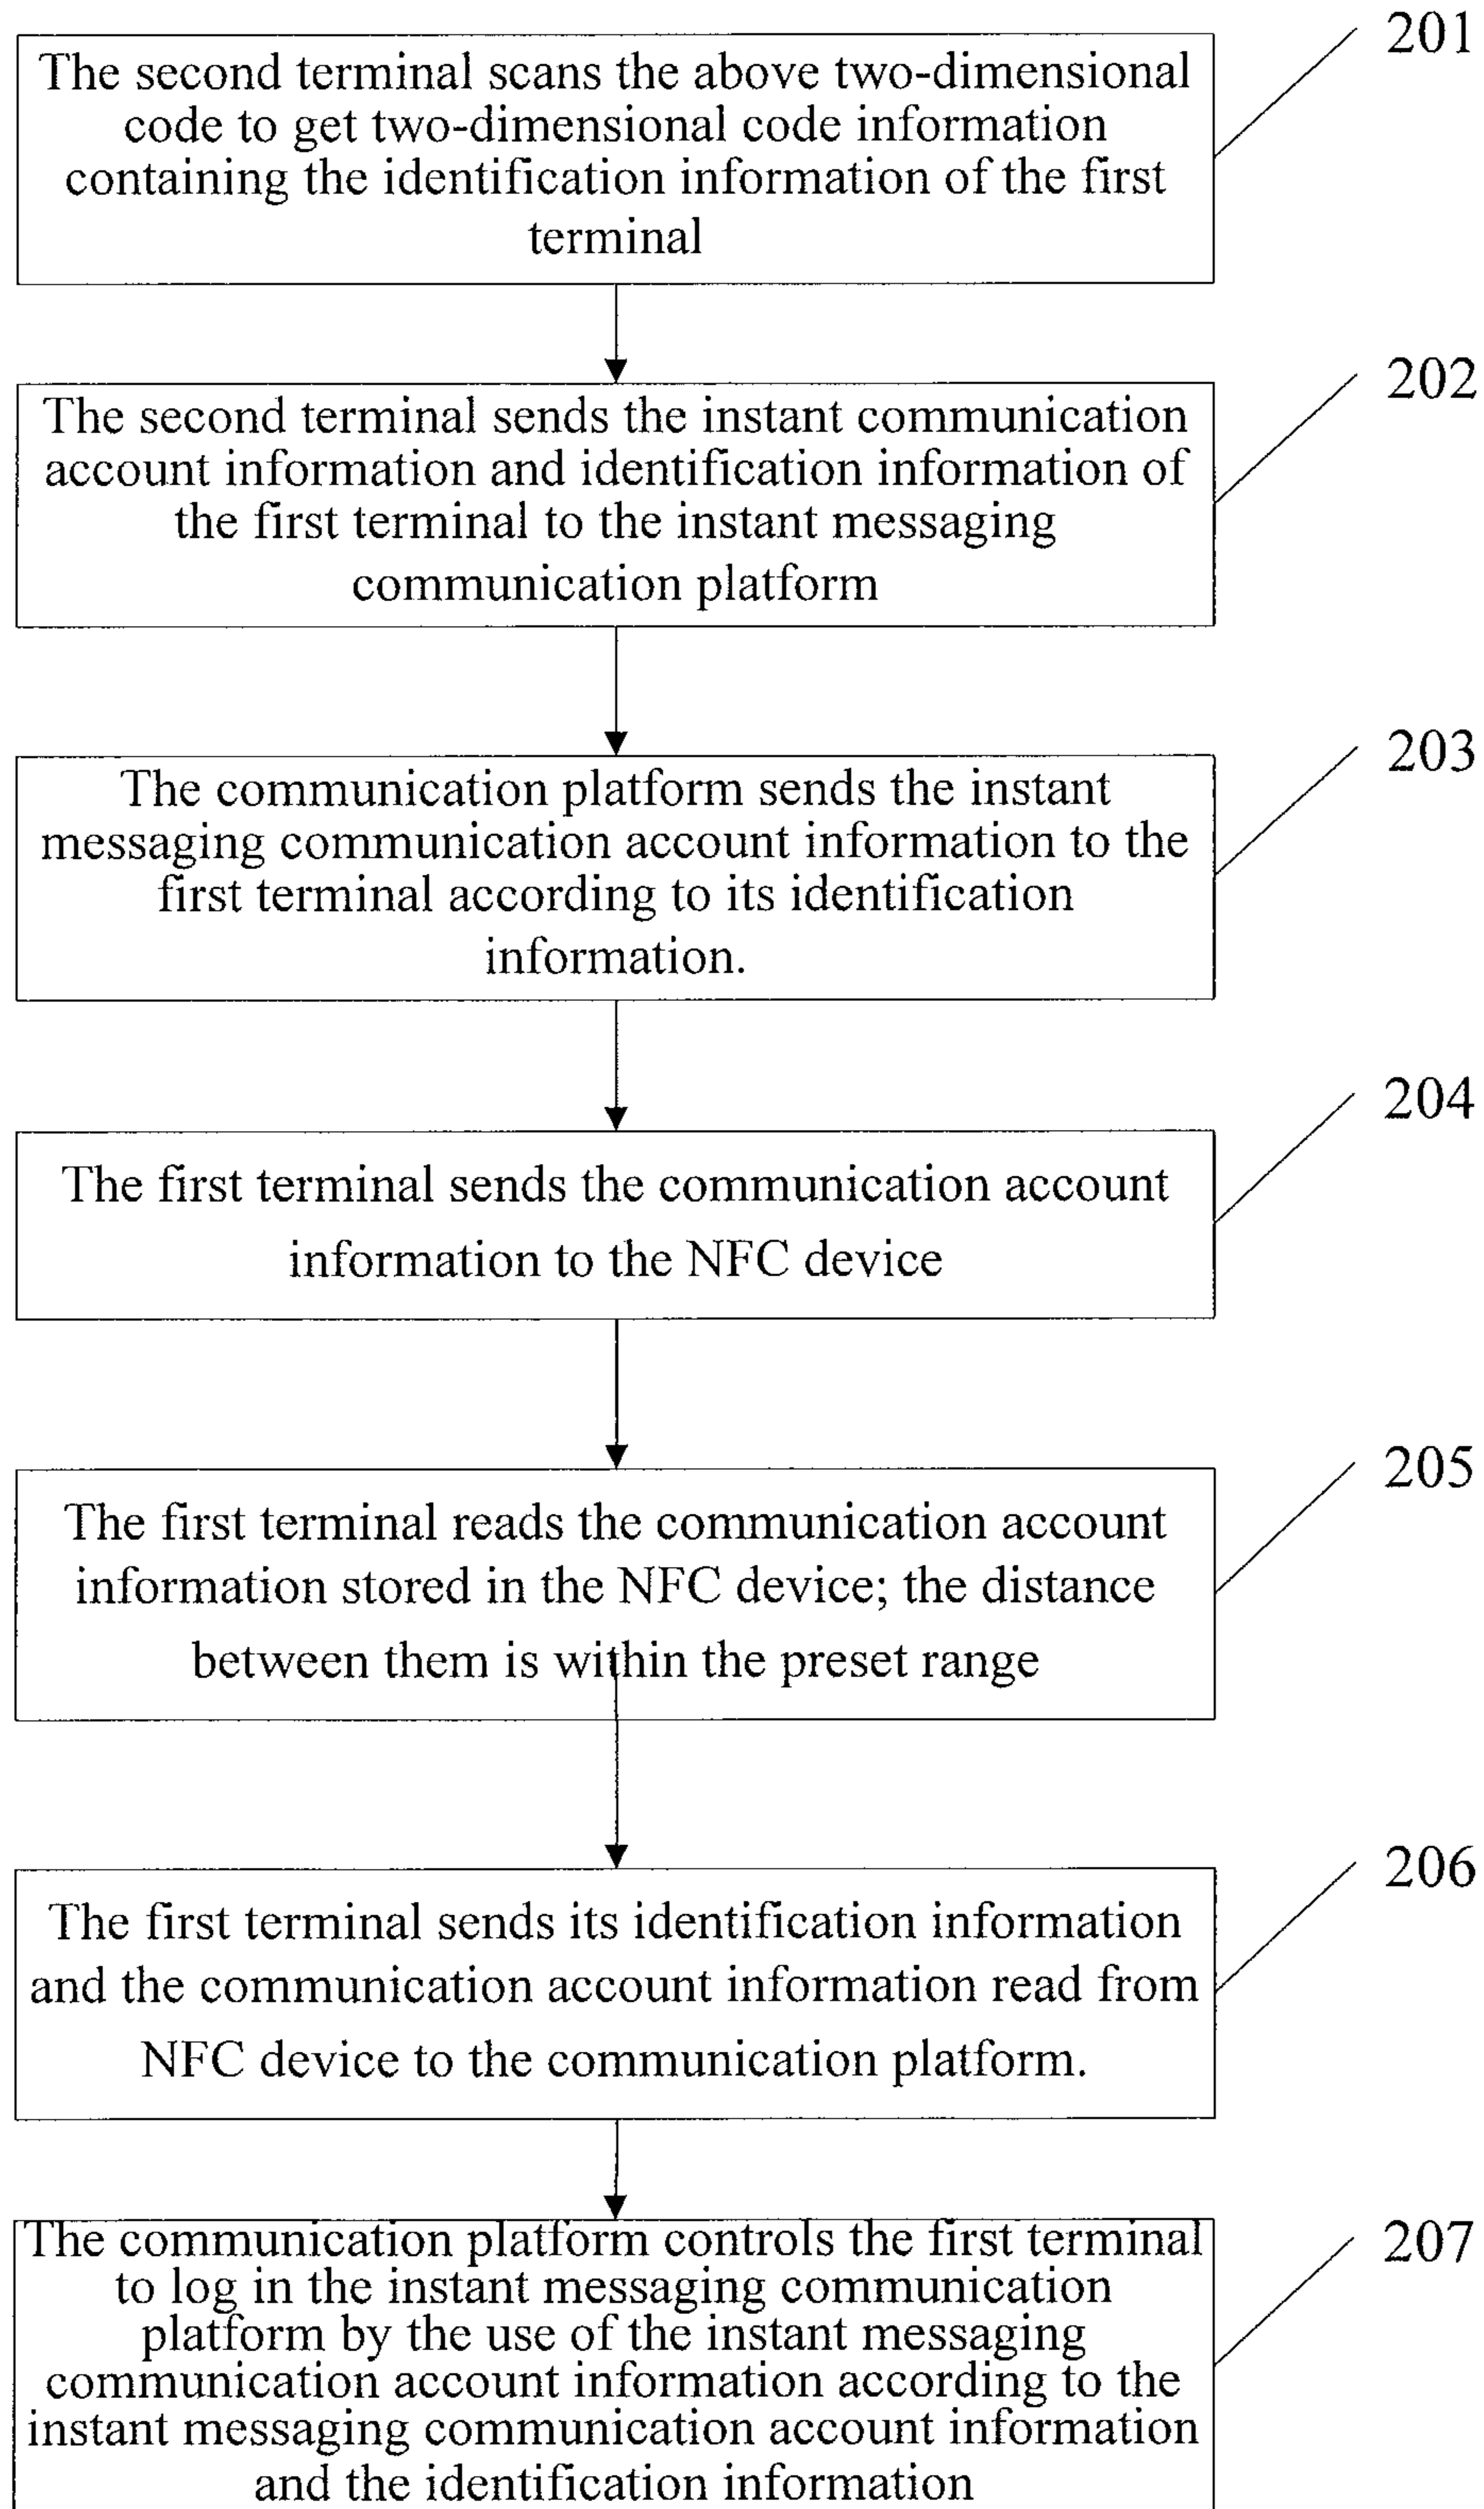 201
The second terminal scans the above two-dimensional
code to get two-dimensional code information
containing the identification information of the first
terminal
202
The second terminal sends the instant communication
account information and identification information of
the first terminal to the instant messaging
communication platform
203
The communication platform sends the instant
messaging communication account information to the
first terminal according to its identification
information.
204
The first terminal sends the communication account
information to the NFC device
205
The first terminal reads the communication account
information stored in the NFC device; the distance
between them is within the preset range
206
The first terminal sends its identification information
and the communication account information read from
NFC device to the communication platform.
207
The communication platform controls the first terminal
to log in the instant messaging communication
platform by the use of the instant messaging
communication account information according to the
instant messaging communication account information
and the identification information